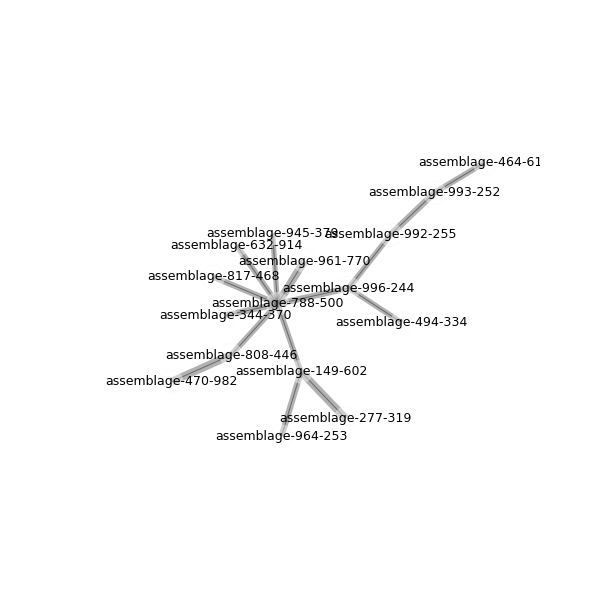 assemblage-464-61
assemblage-993-252
assemblage-945-379
assemblage-992-255
assemblage-632-914
assemblage-961-770
assemblage-817-468
assemblage-996-244
assemblage-788-500
assemblage-344-370
assemblage-494-334
assemblage-808-446
assemblage-149-602
assemblage-470-982
assemblage-277-319
assemblage-964-253